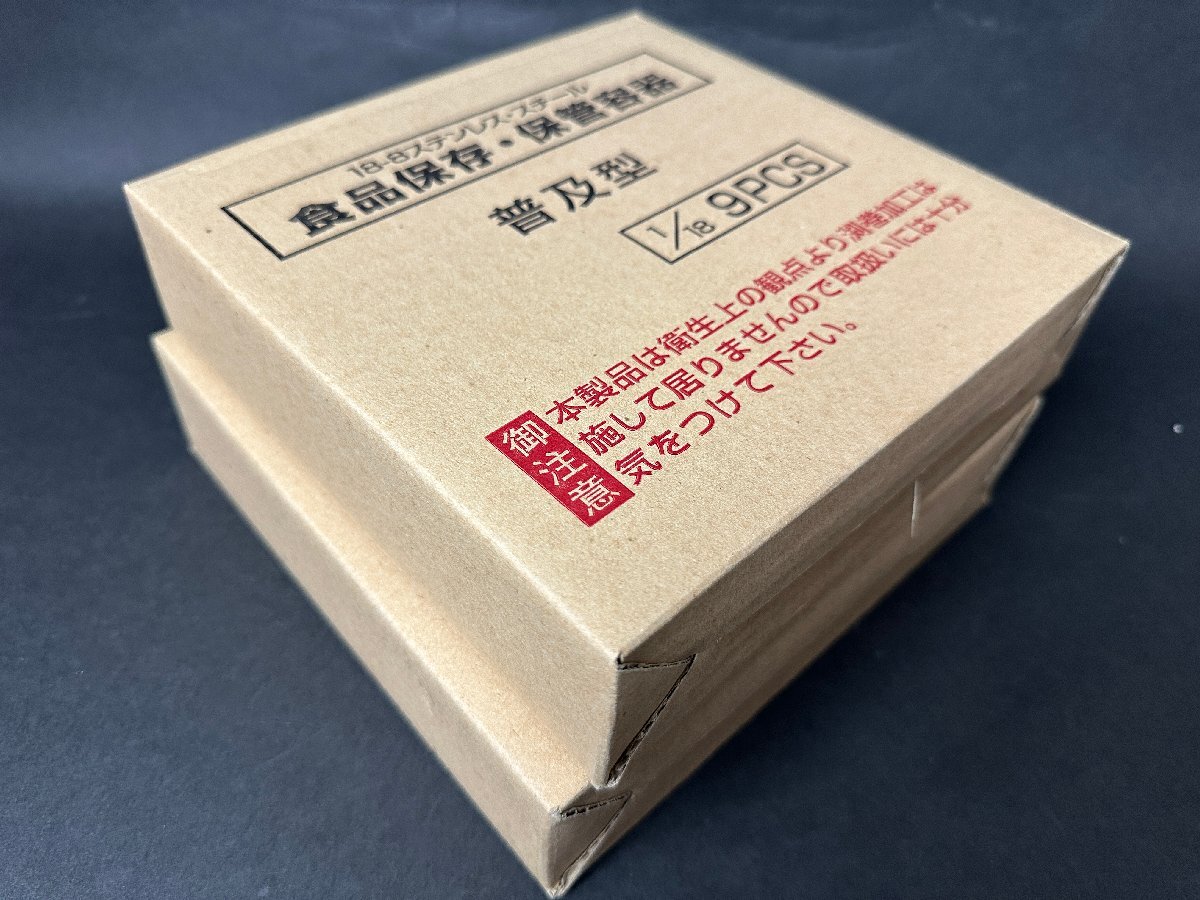 18-8ステンレス・スチール
食品保存・保管容器
普及型
1/18 9PCS
御注意
本製品は衛生上の観点より渦巻加工は
施して居りませんので取扱いには十分
気をつけて下さい。